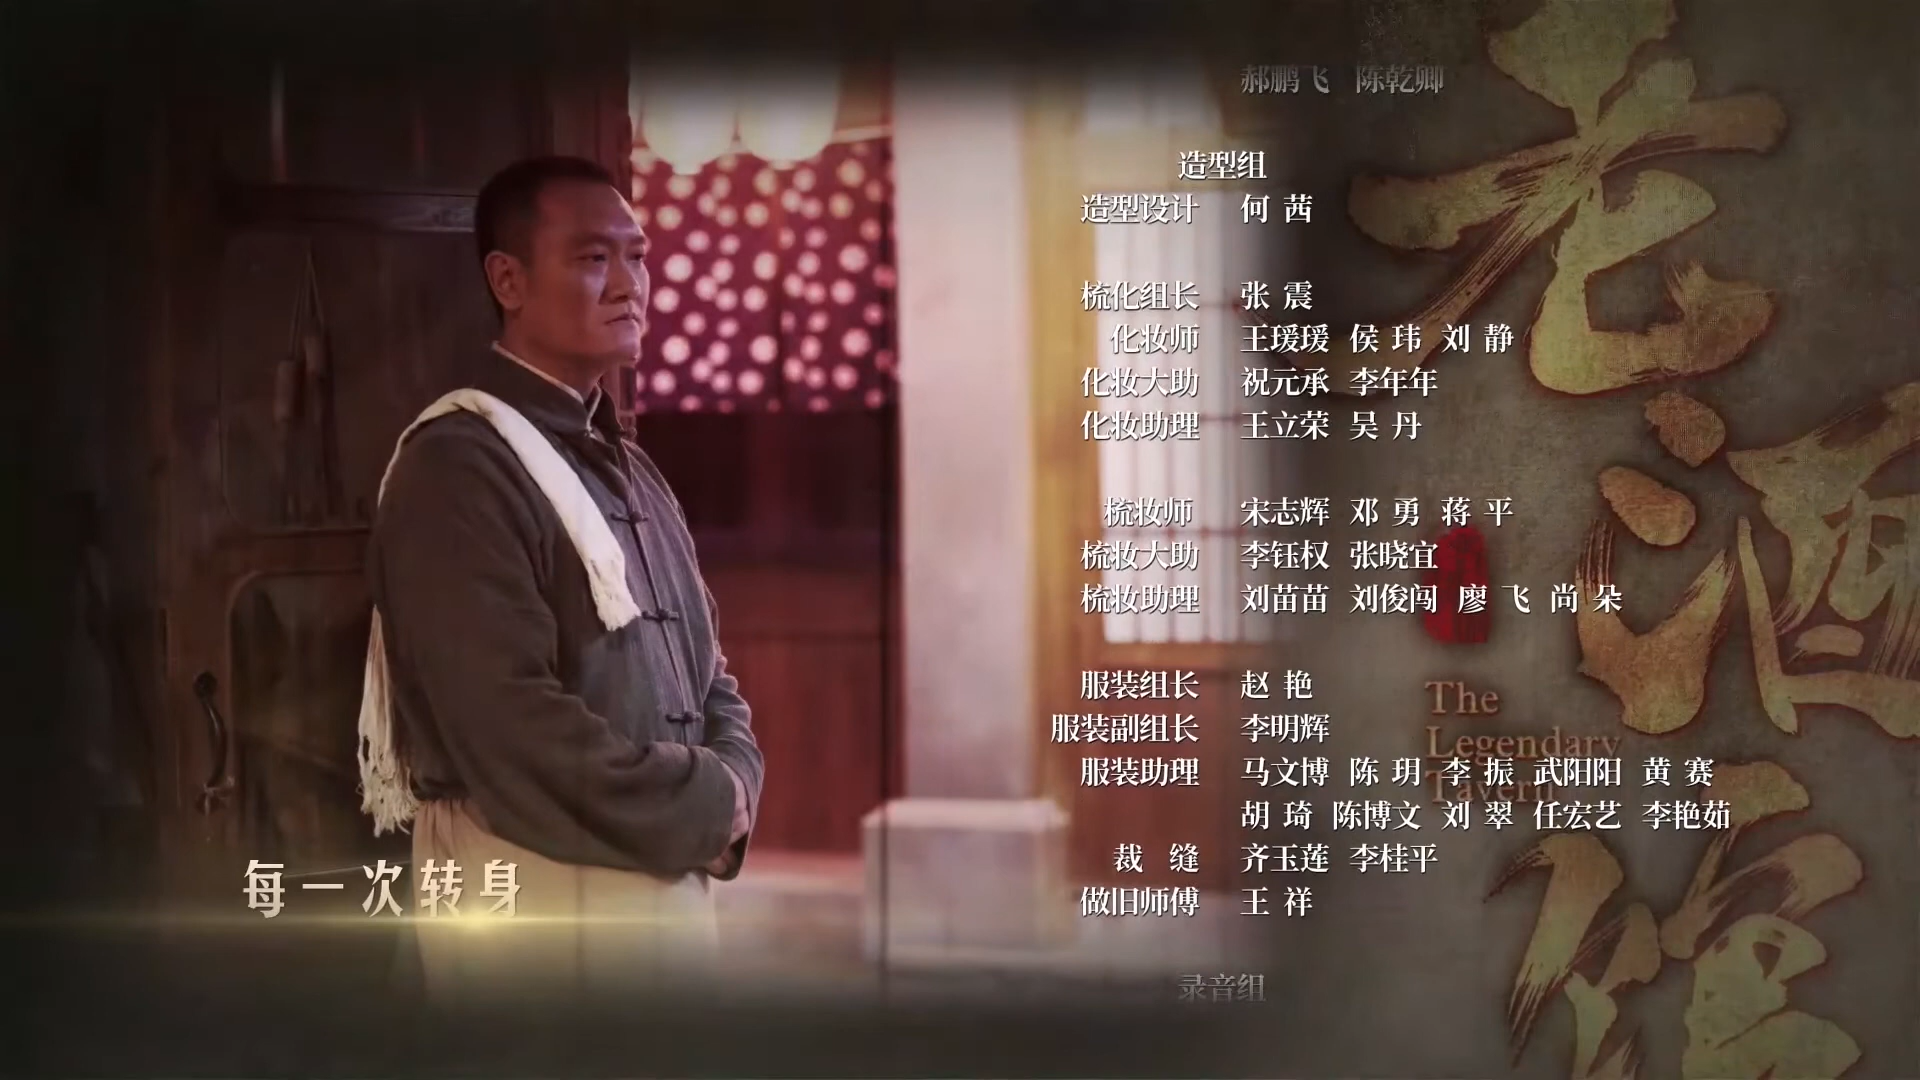 郝鹏飞 陈乾卿
造型组
造型设计 何 茜
梳化组长 张 震
化妆师 王瑗瑗 侯 玮 刘 静
化妆大助 祝元承 李年年
化妆助理 王立荣 吴 丹
梳妆师 宋志辉 邓 勇 蒋 平
梳妆大助 李钰权 张晓宜
梳妆助理 刘苗苗 刘俊闯 廖 飞 尚 朵
服装组长 赵 艳
服装副组长 李明辉
服装助理 马文博 陈 玥 李 振 武阳阳 黄 赛
胡 琦 陈博文 刘 翠 任宏艺 李艳茹
裁 缝 齐玉莲 李桂平
做旧师傅 王 祥
录音组
每一次转身
老酒馆
The
Legendary
Tavern